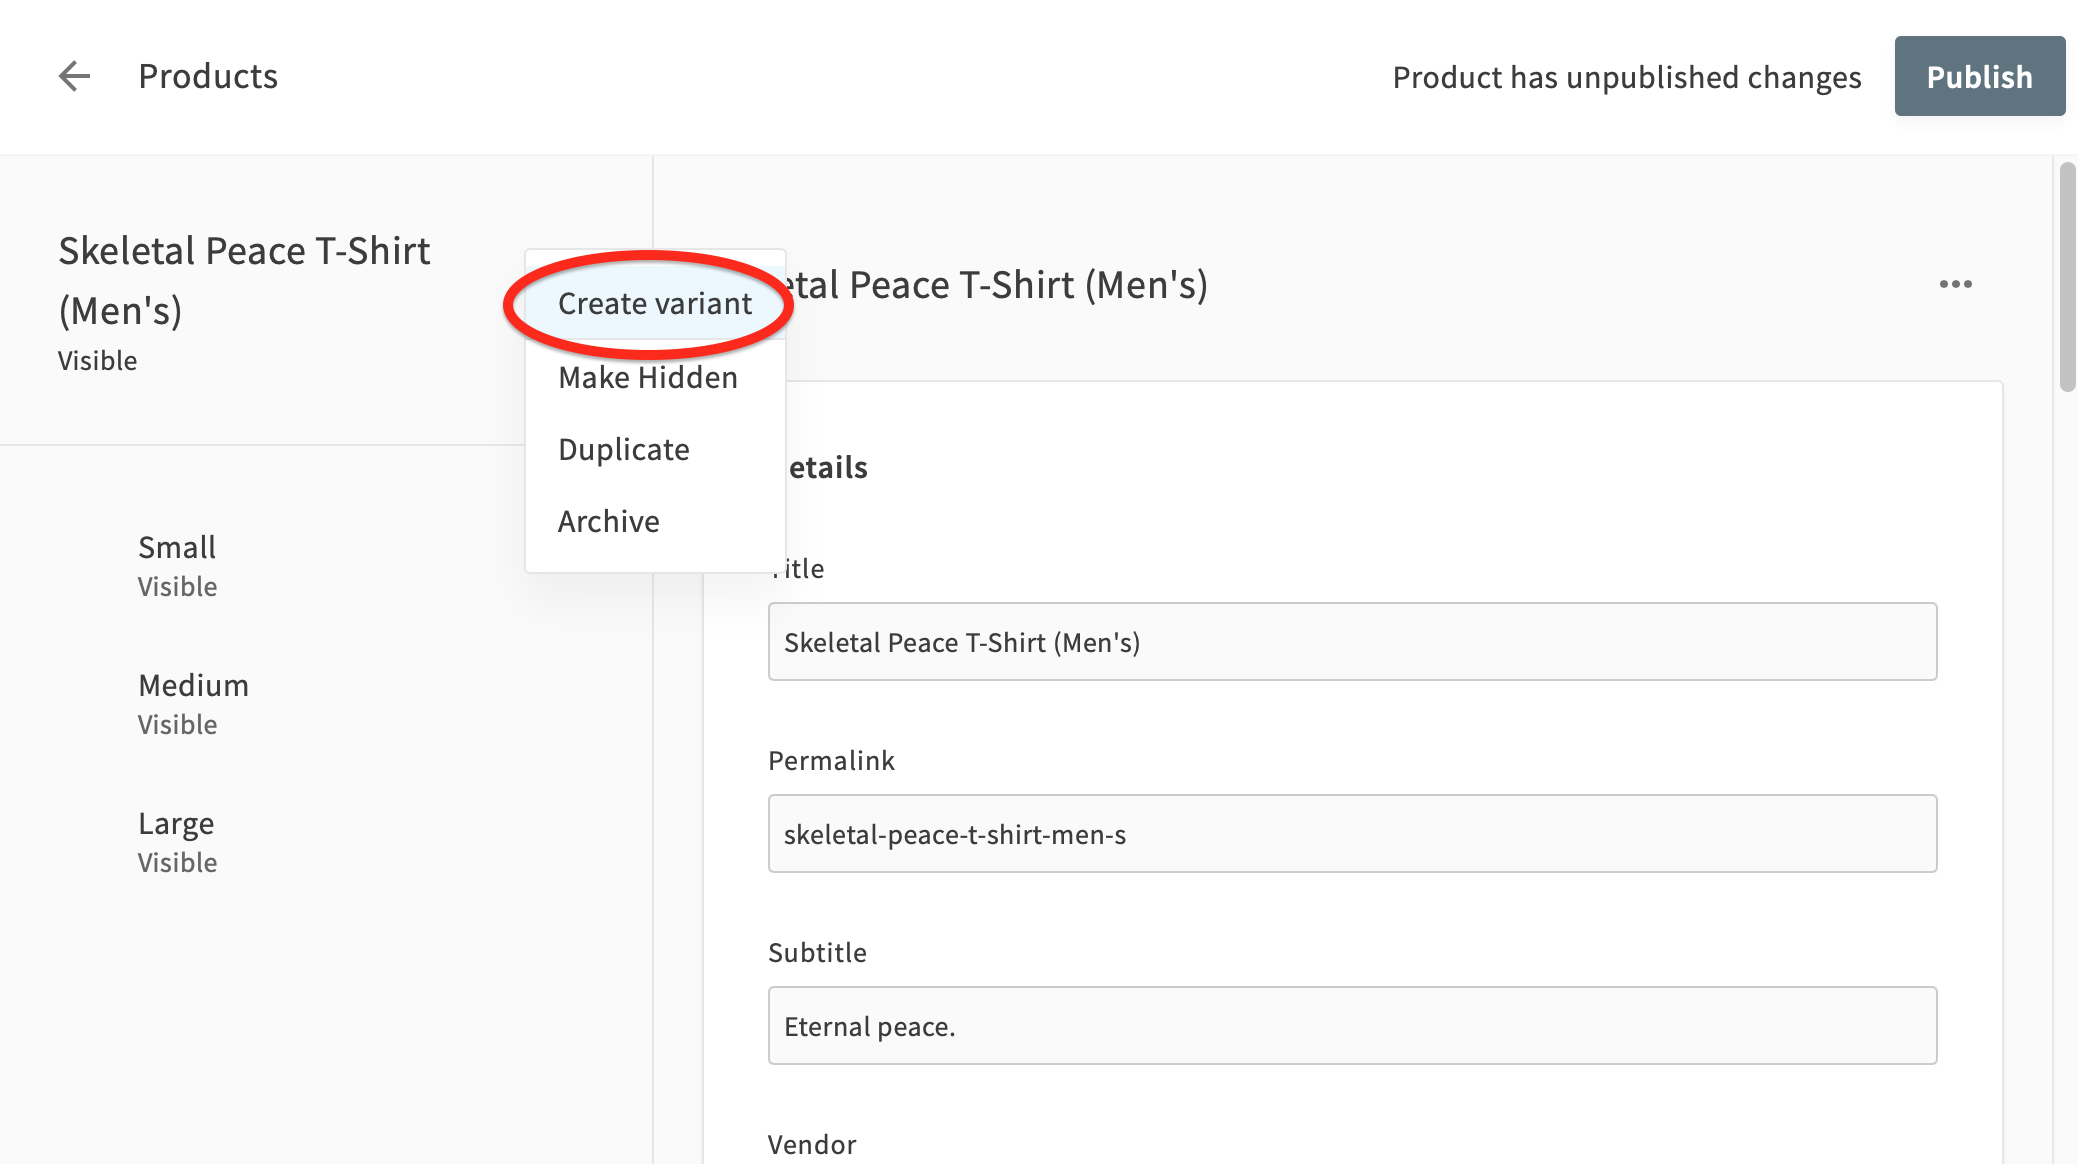 Products
Product has unpublished changes
Publish
Skeletal Peace T-Shirt
(Men's)
Visible
Create variant
Make Hidden
Duplicate
Archive
Small
Visible
Medium
Visible
Large
Visible
etal Peace T-Shirt (Men's)
etails
Title
Skeletal Peace T-Shirt (Men's)
Permalink
skeletal-peace-t-shirt-men-s
Subtitle
Eternal peace.
Vendor